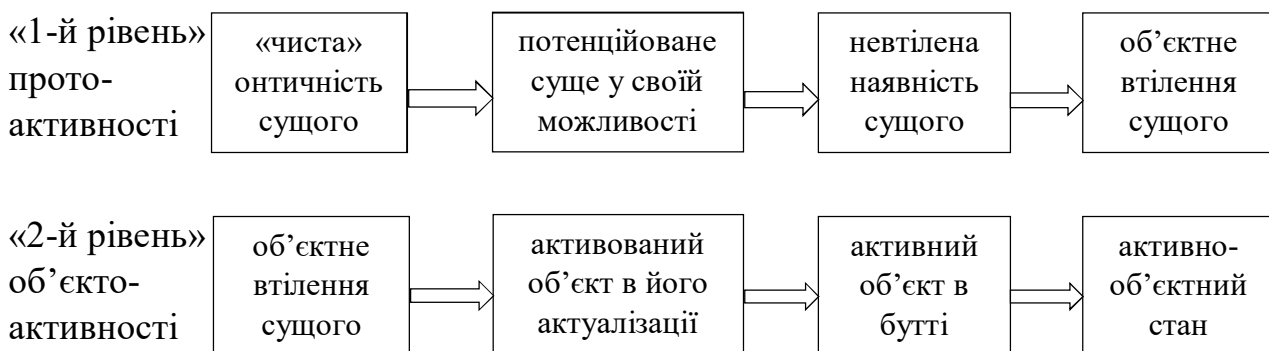 «1-й рівень»
прото-
активності
«чиста»
онтичність
сущого
потенційоване
суще у своїй
можливості
невтілена
наявність
сущого
об’єктне
втілення
сущого
«2-й рівень»
об’єкто-
активності
об’єктне
втілення
сущого
активований
об’єкт в його
актуалізації
активний
об’єкт в
бутті
активно-
об’єктний
стан